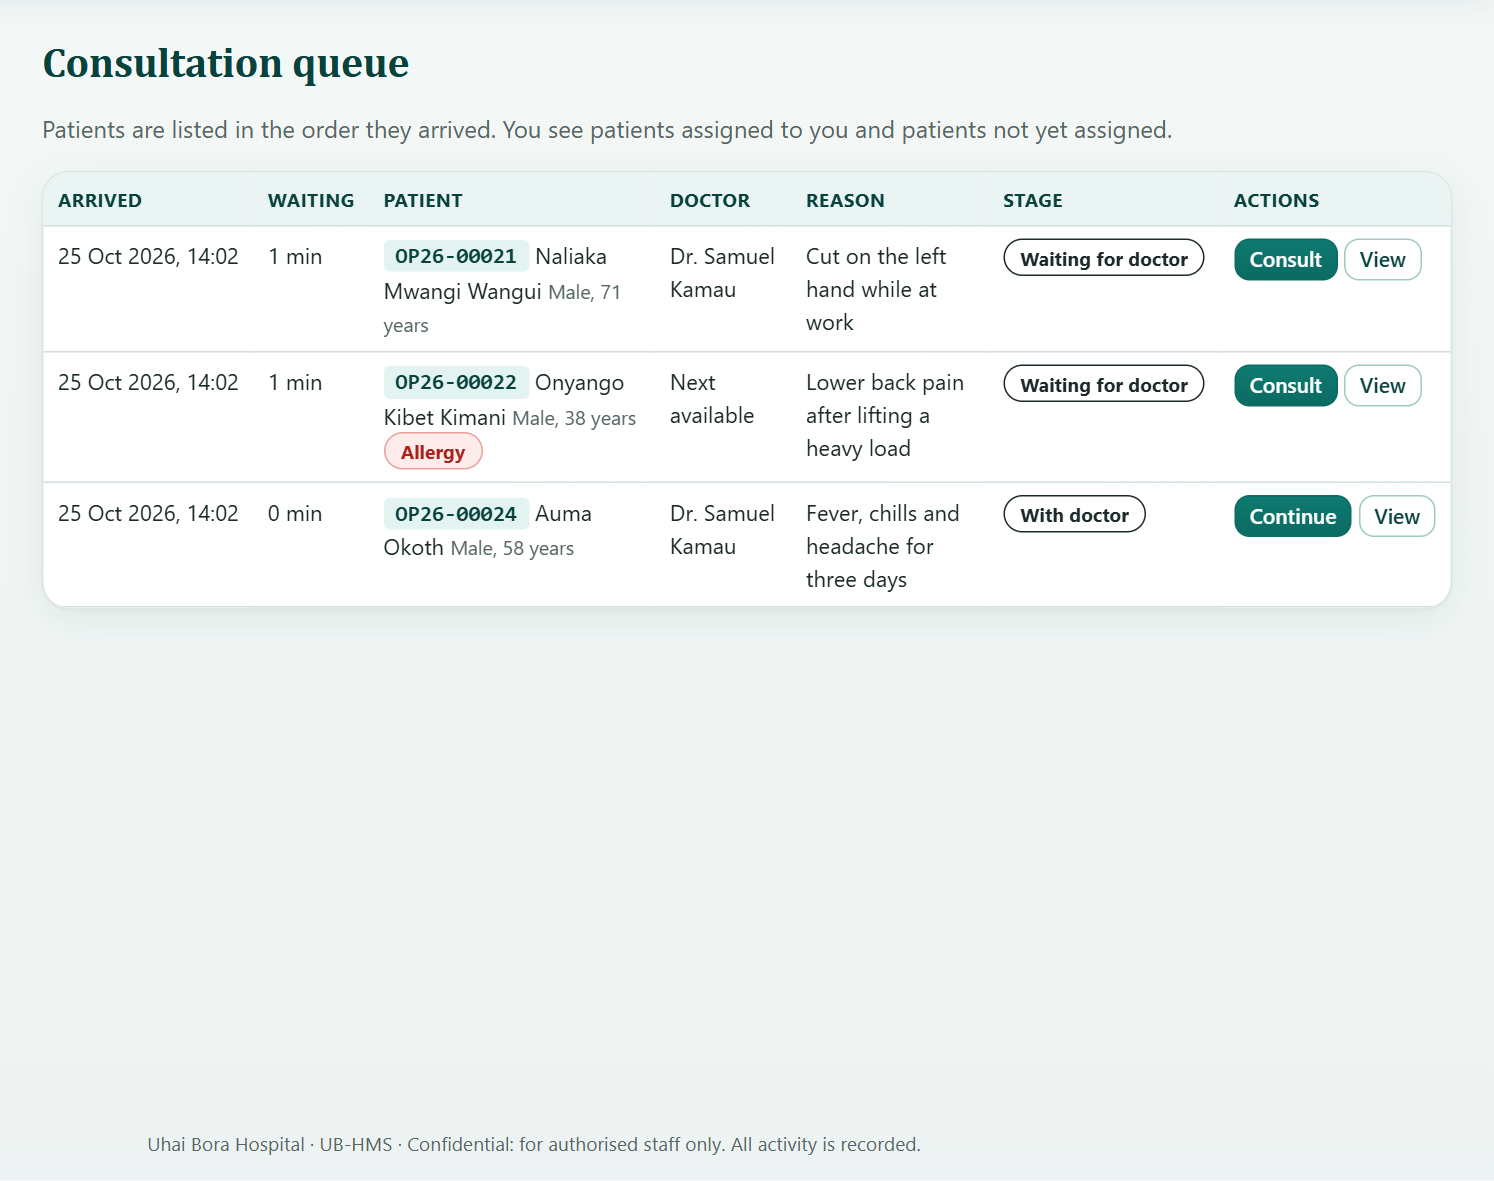 Consultation queue
Patients are listed in the order they arrived. You see patients assigned to you and patients not yet assigned.
ARRIVED WAITING PATIENT DOCTOR REASON STAGE ACTIONS
25 Oct 2026, 14:02 1 min OP26-00021 Naliaka Dr. Samuel Cut on the left Waiting for doctor Consult View
Mwangi Wangui Male, 71 Kamau hand while at
years work
25 Oct 2026, 14:02 1 min OP26-00022 Onyango Next Lower back pain Waiting for doctor Consult View
Kibet Kimani Male, 38 years available after lifting a
Allergy heavy load
25 Oct 2026, 14:02 0 min OP26-00024 Auma Dr. Samuel Fever, chills and With doctor Continue View
Okoth Male, 58 years Kamau headache for
three days
Uhai Bora Hospital · UB-HMS · Confidential: for authorised staff only. All activity is recorded.